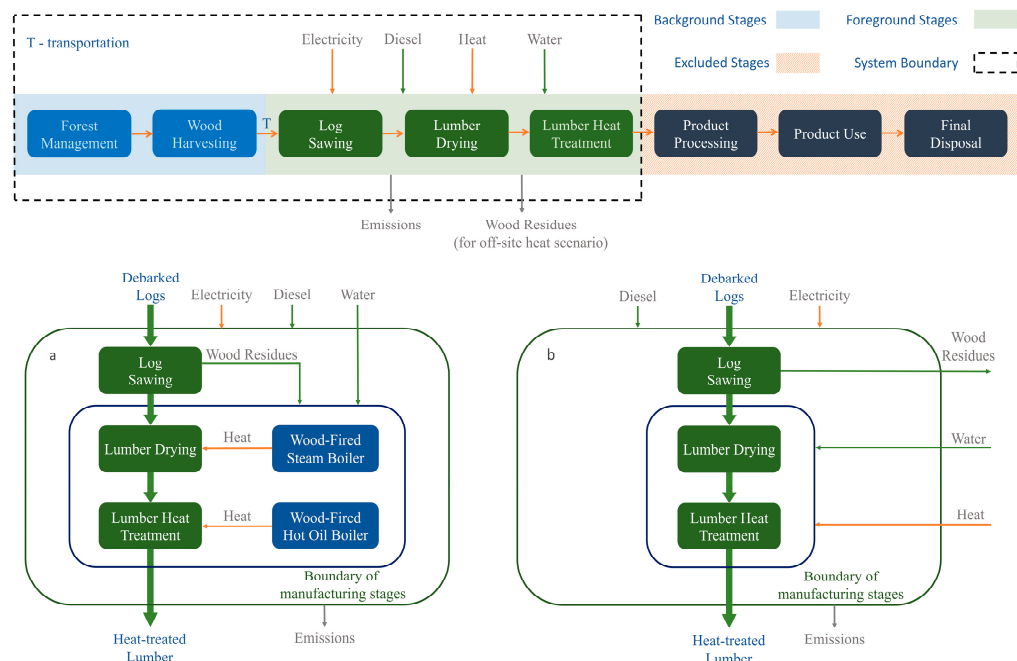 Background Stages
Foreground Stages
T - transportation
Electricity
Diesel
Heat
Water
Excluded Stages
System Boundary
Forest
Management
Wood
Harvesting
T
Log
Sawing
Lumber
Drying
Lumber Heat
Treatment
Product
Processing
Product Use
Final
Disposal
Emissions
Wood Residues
(for off-site heat scenario)
Debarked
Logs
Electricity
Diesel
Water
a
Log
Sawing
Wood Residues
Lumber Drying
Heat
Wood-Fired
Steam Boiler
Lumber Heat
Treatment
Heat
Wood-Fired
Hot Oil Boiler
Boundary of
manufacturing stages
Emissions
Heat-treated
Lumber
Diesel
Debarked
Logs
Electricity
b
Log
Sawing
Wood
Residues
Lumber Drying
Water
Lumber Heat
Treatment
Heat
Boundary of
manufacturing stages
Emissions
Heat-treated
Lumber